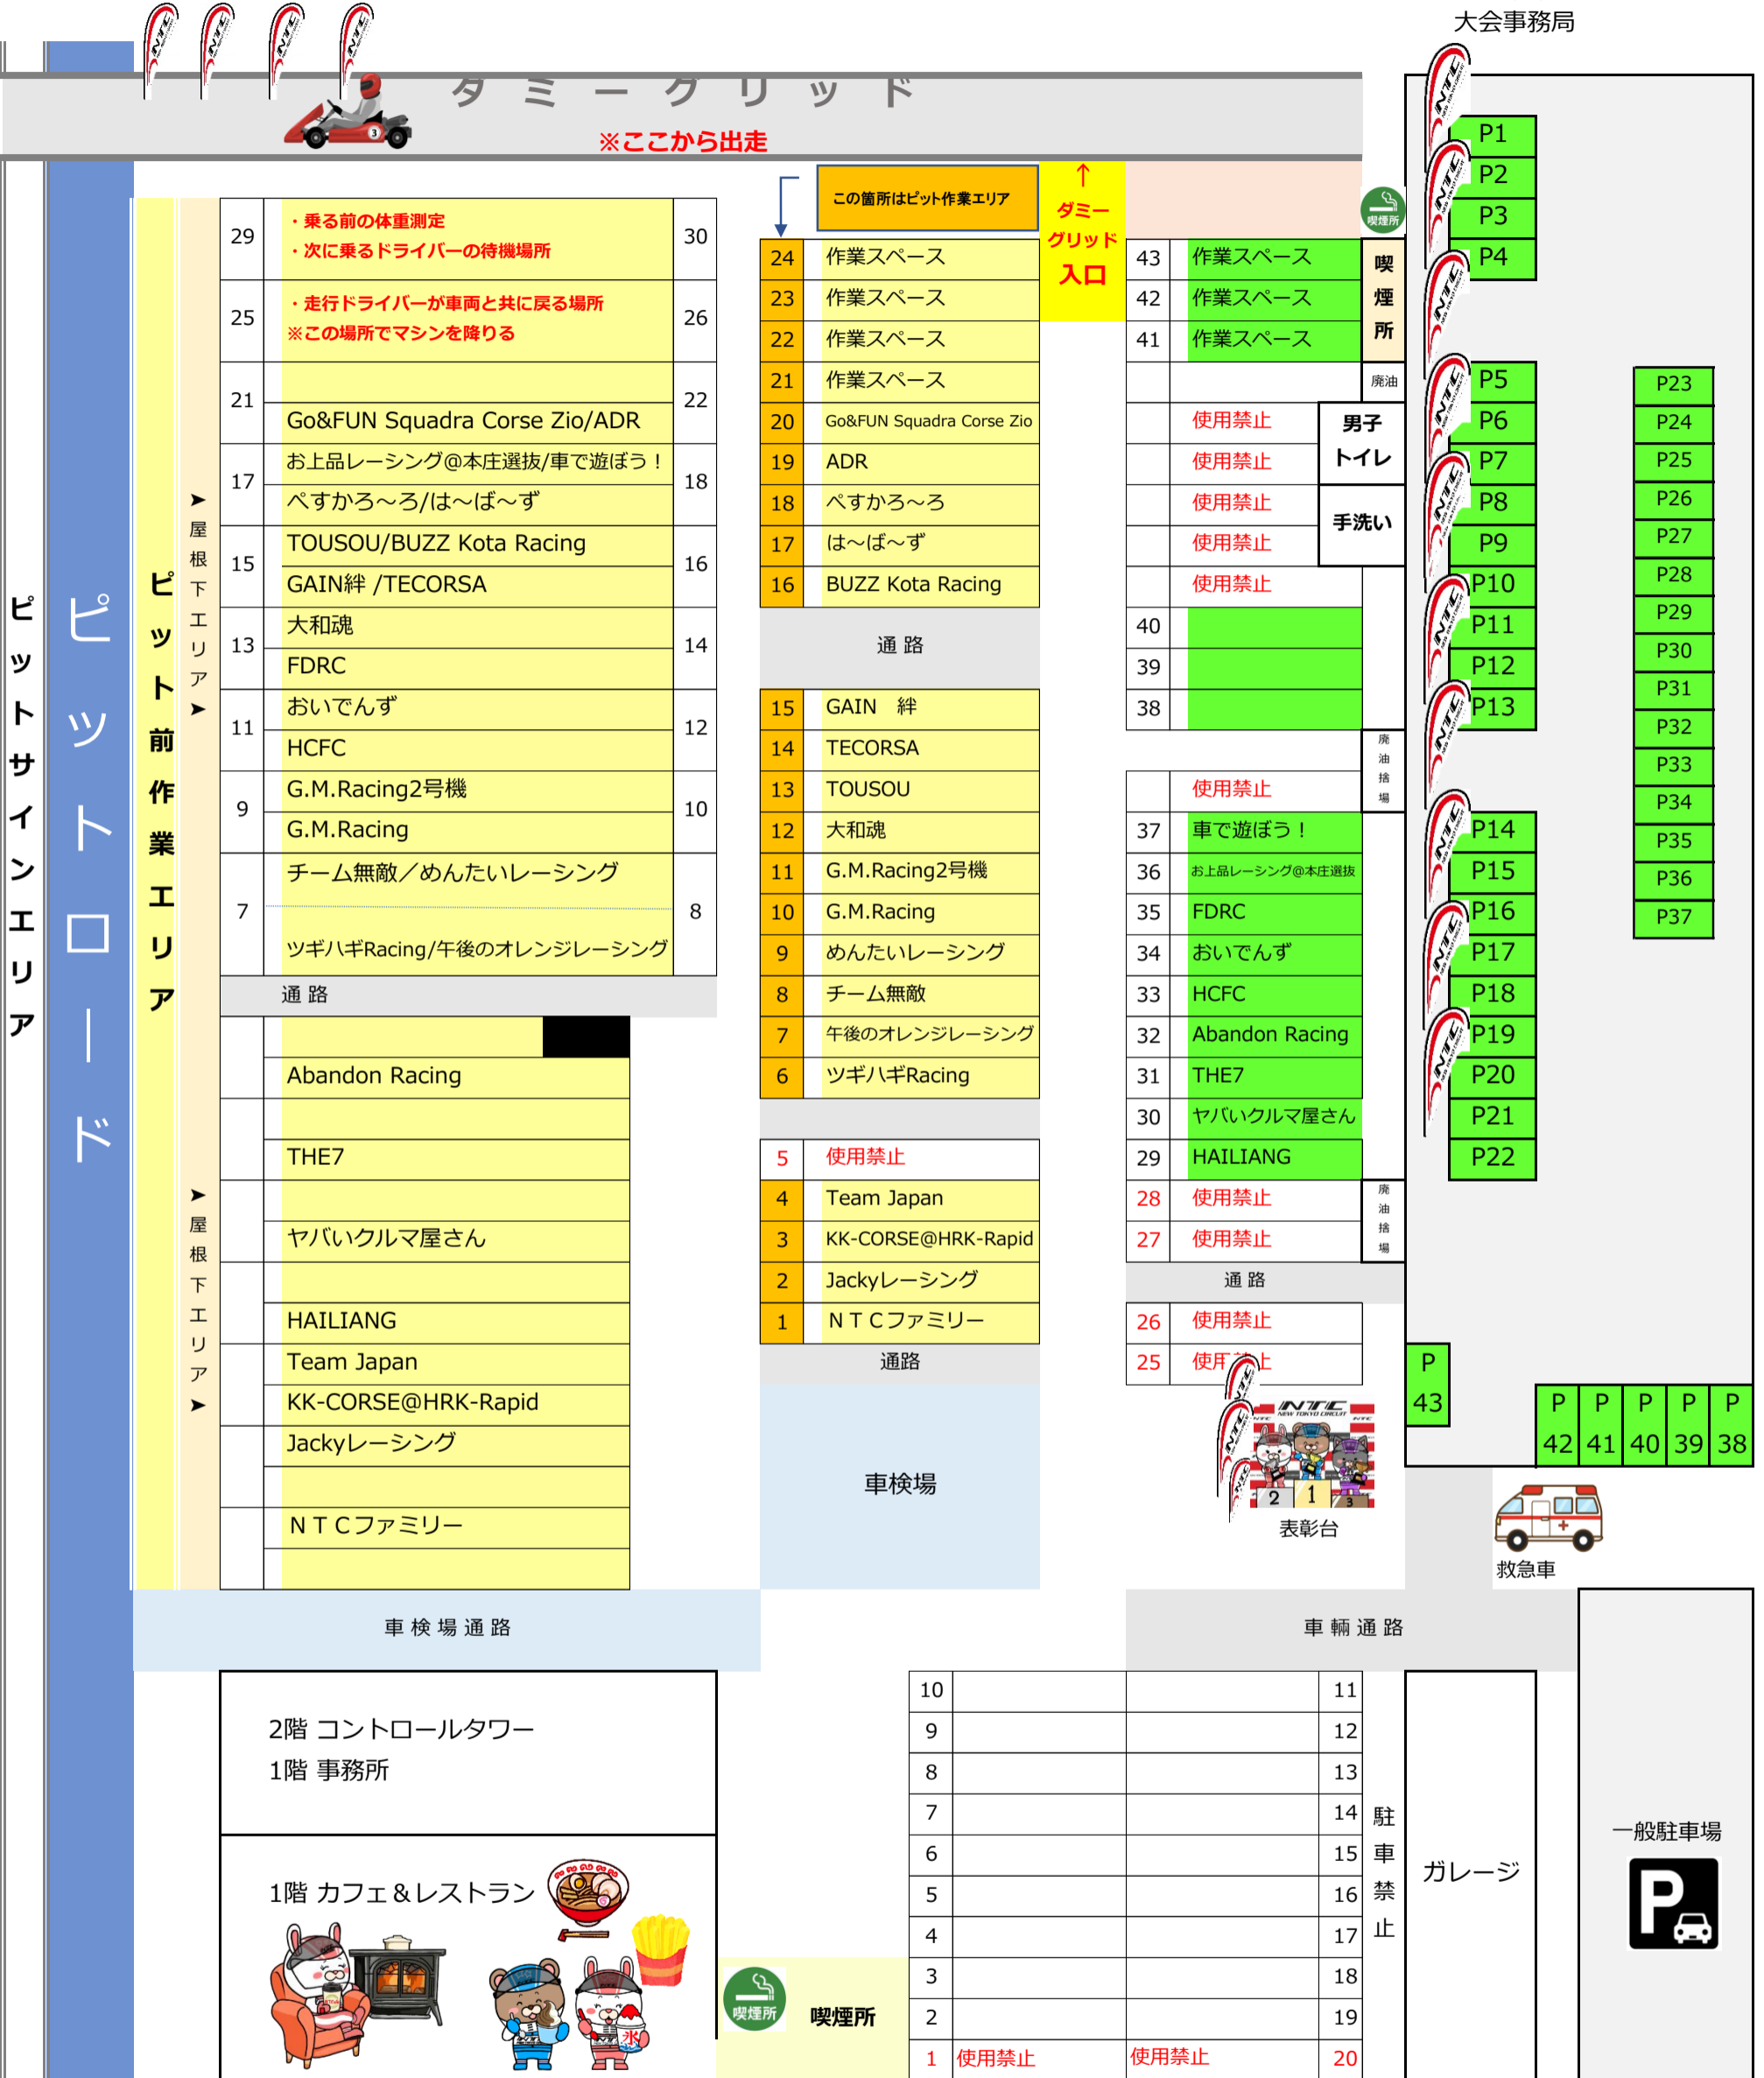 大会事務局
ダミーグリッド
※ここから出走
ピットサインエリア
ピットロード
ピット前作業エリア
➤屋根下エリア➤
➤屋根下エリア➤
29
・乗る前の体重測定
・次に乗るドライバーの待機場所
30
25
・走行ドライバーが車両と共に戻る場所
※この場所でマシンを降りる
26
21
Go&FUN Squadra Corse Zio/ADR
22
17
お上品レーシング@本庄選抜/車で遊ぼう！
ぺすかろ～ろ/は～ば～ず
18
15
TOUSOU/BUZZ Kota Racing
GAIN絆 /TECORSA
16
13
大和魂
FDRC
14
11
おいでんず
HCFC
12
9
G.M.Racing2号機
G.M.Racing
10
7
チーム無敵／めんたいレーシング
ツギハギRacing/午後のオレンジレーシング
8
通 路
Abandon Racing
THE7
ヤバいクルマ屋さん
HAILIANG
Team Japan
KK-CORSE@HRK-Rapid
Jackyレーシング
ＮＴＣファミリー
この箇所はピット作業エリア
24 作業スペース
23 作業スペース
22 作業スペース
21 作業スペース
20 Go&FUN Squadra Corse Zio
19 ADR
18 ぺすかろ～ろ
17 は～ば～ず
16 BUZZ Kota Racing
通 路
15 GAIN　絆
14 TECORSA
13 TOUSOU
12 大和魂
11 G.M.Racing2号機
10 G.M.Racing
9 めんたいレーシング
8 チーム無敵
7 午後のオレンジレーシング
6 ツギハギRacing
5 使用禁止
4 Team Japan
3 KK-CORSE@HRK-Rapid
2 Jackyレーシング
1 ＮＴＣファミリー
通路
車検場
↑
ダミー
グリッド
入口
43 作業スペース
42 作業スペース
41 作業スペース
使用禁止
使用禁止
使用禁止
使用禁止
使用禁止
40
39
38
使用禁止
37 車で遊ぼう！
36 お上品レーシング@本庄選抜
35 FDRC
34 おいでんず
33 HCFC
32 Abandon Racing
31 THE7
30 ヤバいクルマ屋さん
29 HAILIANG
28 使用禁止
27 使用禁止
通 路
26 使用禁止
25 使用禁止
喫煙所
喫煙所
廃油
男子
トイレ
手洗い
廃油捨場
廃油捨場
P1
P2
P3
P4
P5
P6
P7
P8
P9
P10
P11
P12
P13
P14
P15
P16
P17
P18
P19
P20
P21
P22
P23
P24
P25
P26
P27
P28
P29
P30
P31
P32
P33
P34
P35
P36
P37
P
43
P
42
P
41
P
40
P
39
P
38
NTC
NEW TOKYO CIRCUIT
2
1
3
表彰台
救急車
車 検 場 通 路
車 輌 通 路
2階 コントロールタワー
1階 事務所
1階 カフェ＆レストラン
氷
喫煙所
喫煙所
10 11
9 12
8 13
7 14
6 15
5 16
4 17
3 18
2 19
1 使用禁止 使用禁止 20
駐車禁止
ガレージ
一般駐車場
P